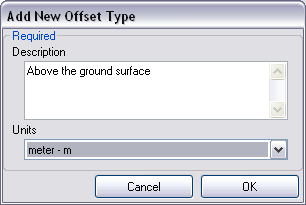 Add New Offset Type
Required
Description
Above the ground surface
Units
meter - m
Cancel
OK